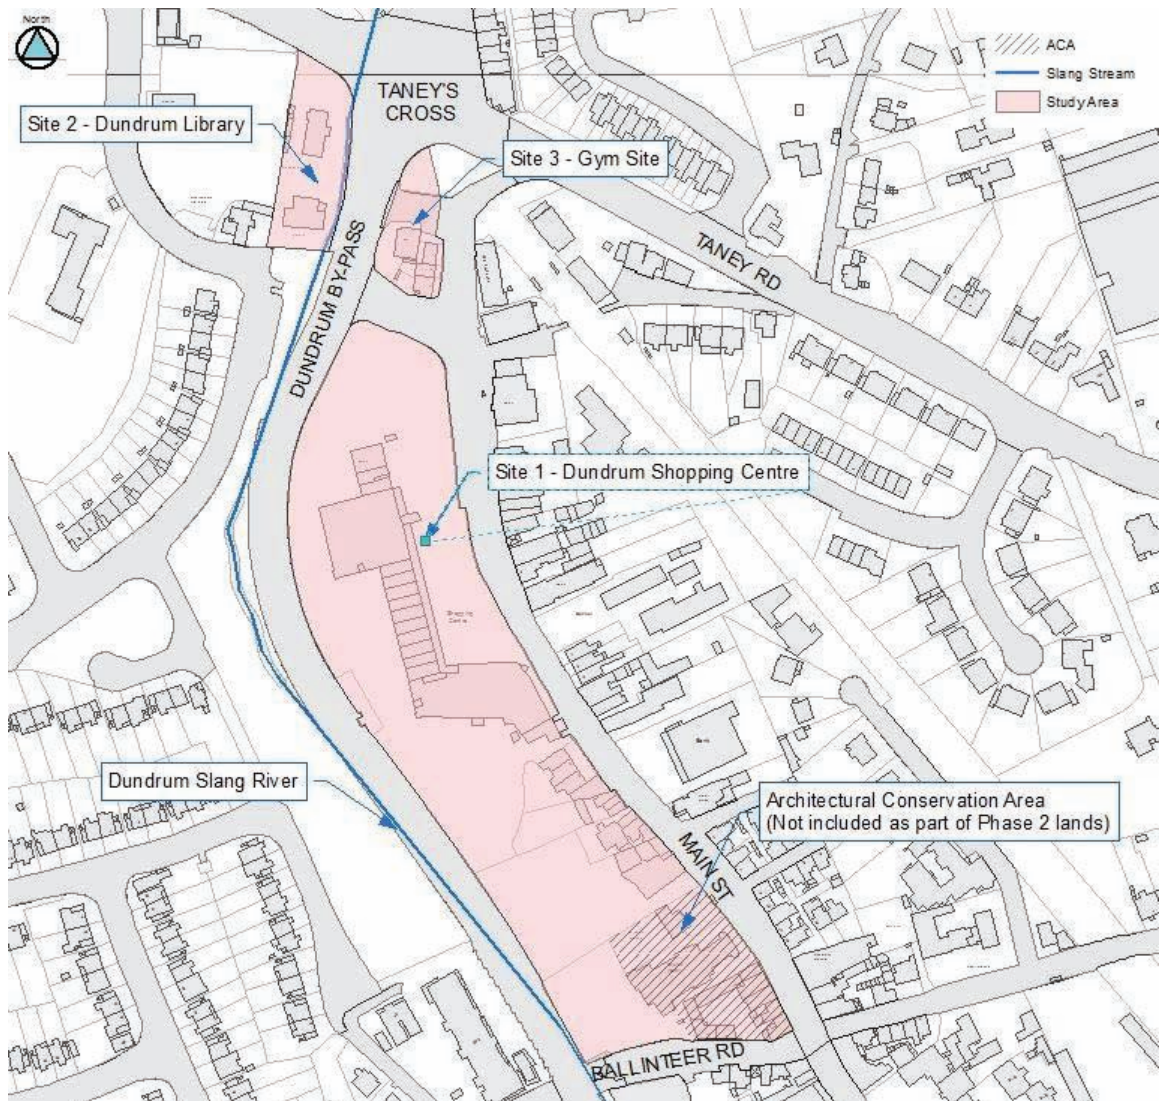 North
ACA
Slang Stream
Study Area
TANEY'S
CROSS
Site 2 - Dundrum Library
Site 3 - Gym Site
TANEY RD
DUNDRUM BY-PASS
Site 1 - Dundrum Shopping Centre
Shopping
Centre
Bank
Dundrum Slang River
Architectural Conservation Area
(Not included as part of Phase 2 lands)
MAIN ST
BALLINTEER RD